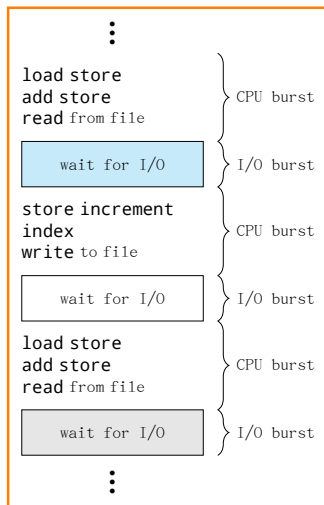 load store
add store
read from file
CPU burst
wait for I/O
I/O burst
store increment
index
write to file
CPU burst
wait for I/O
I/O burst
load store
add store
read from file
CPU burst
wait for I/O
I/O burst